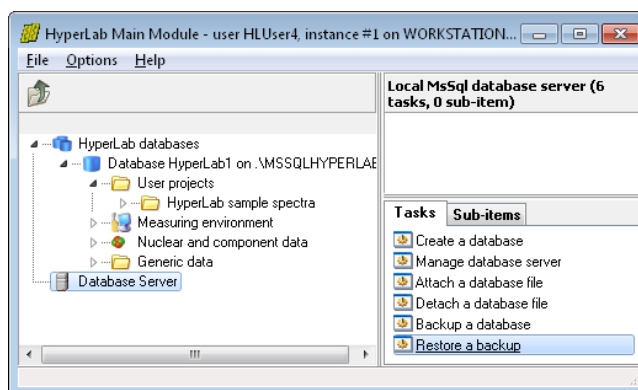 HyperLab Main Module - user HLUser4, instance #1 on WORKSTATION...
File Options Help
Local MsSql database server (6
tasks, 0 sub-item)
HyperLab databases
Database HyperLab1 on .\MSSQLHYPERLAB
User projects
HyperLab sample spectra
Measuring environment
Nuclear and component data
Generic data
Database Server
Tasks Sub-items
Create a database
Manage database server
Attach a database file
Detach a database file
Backup a database
Restore a backup